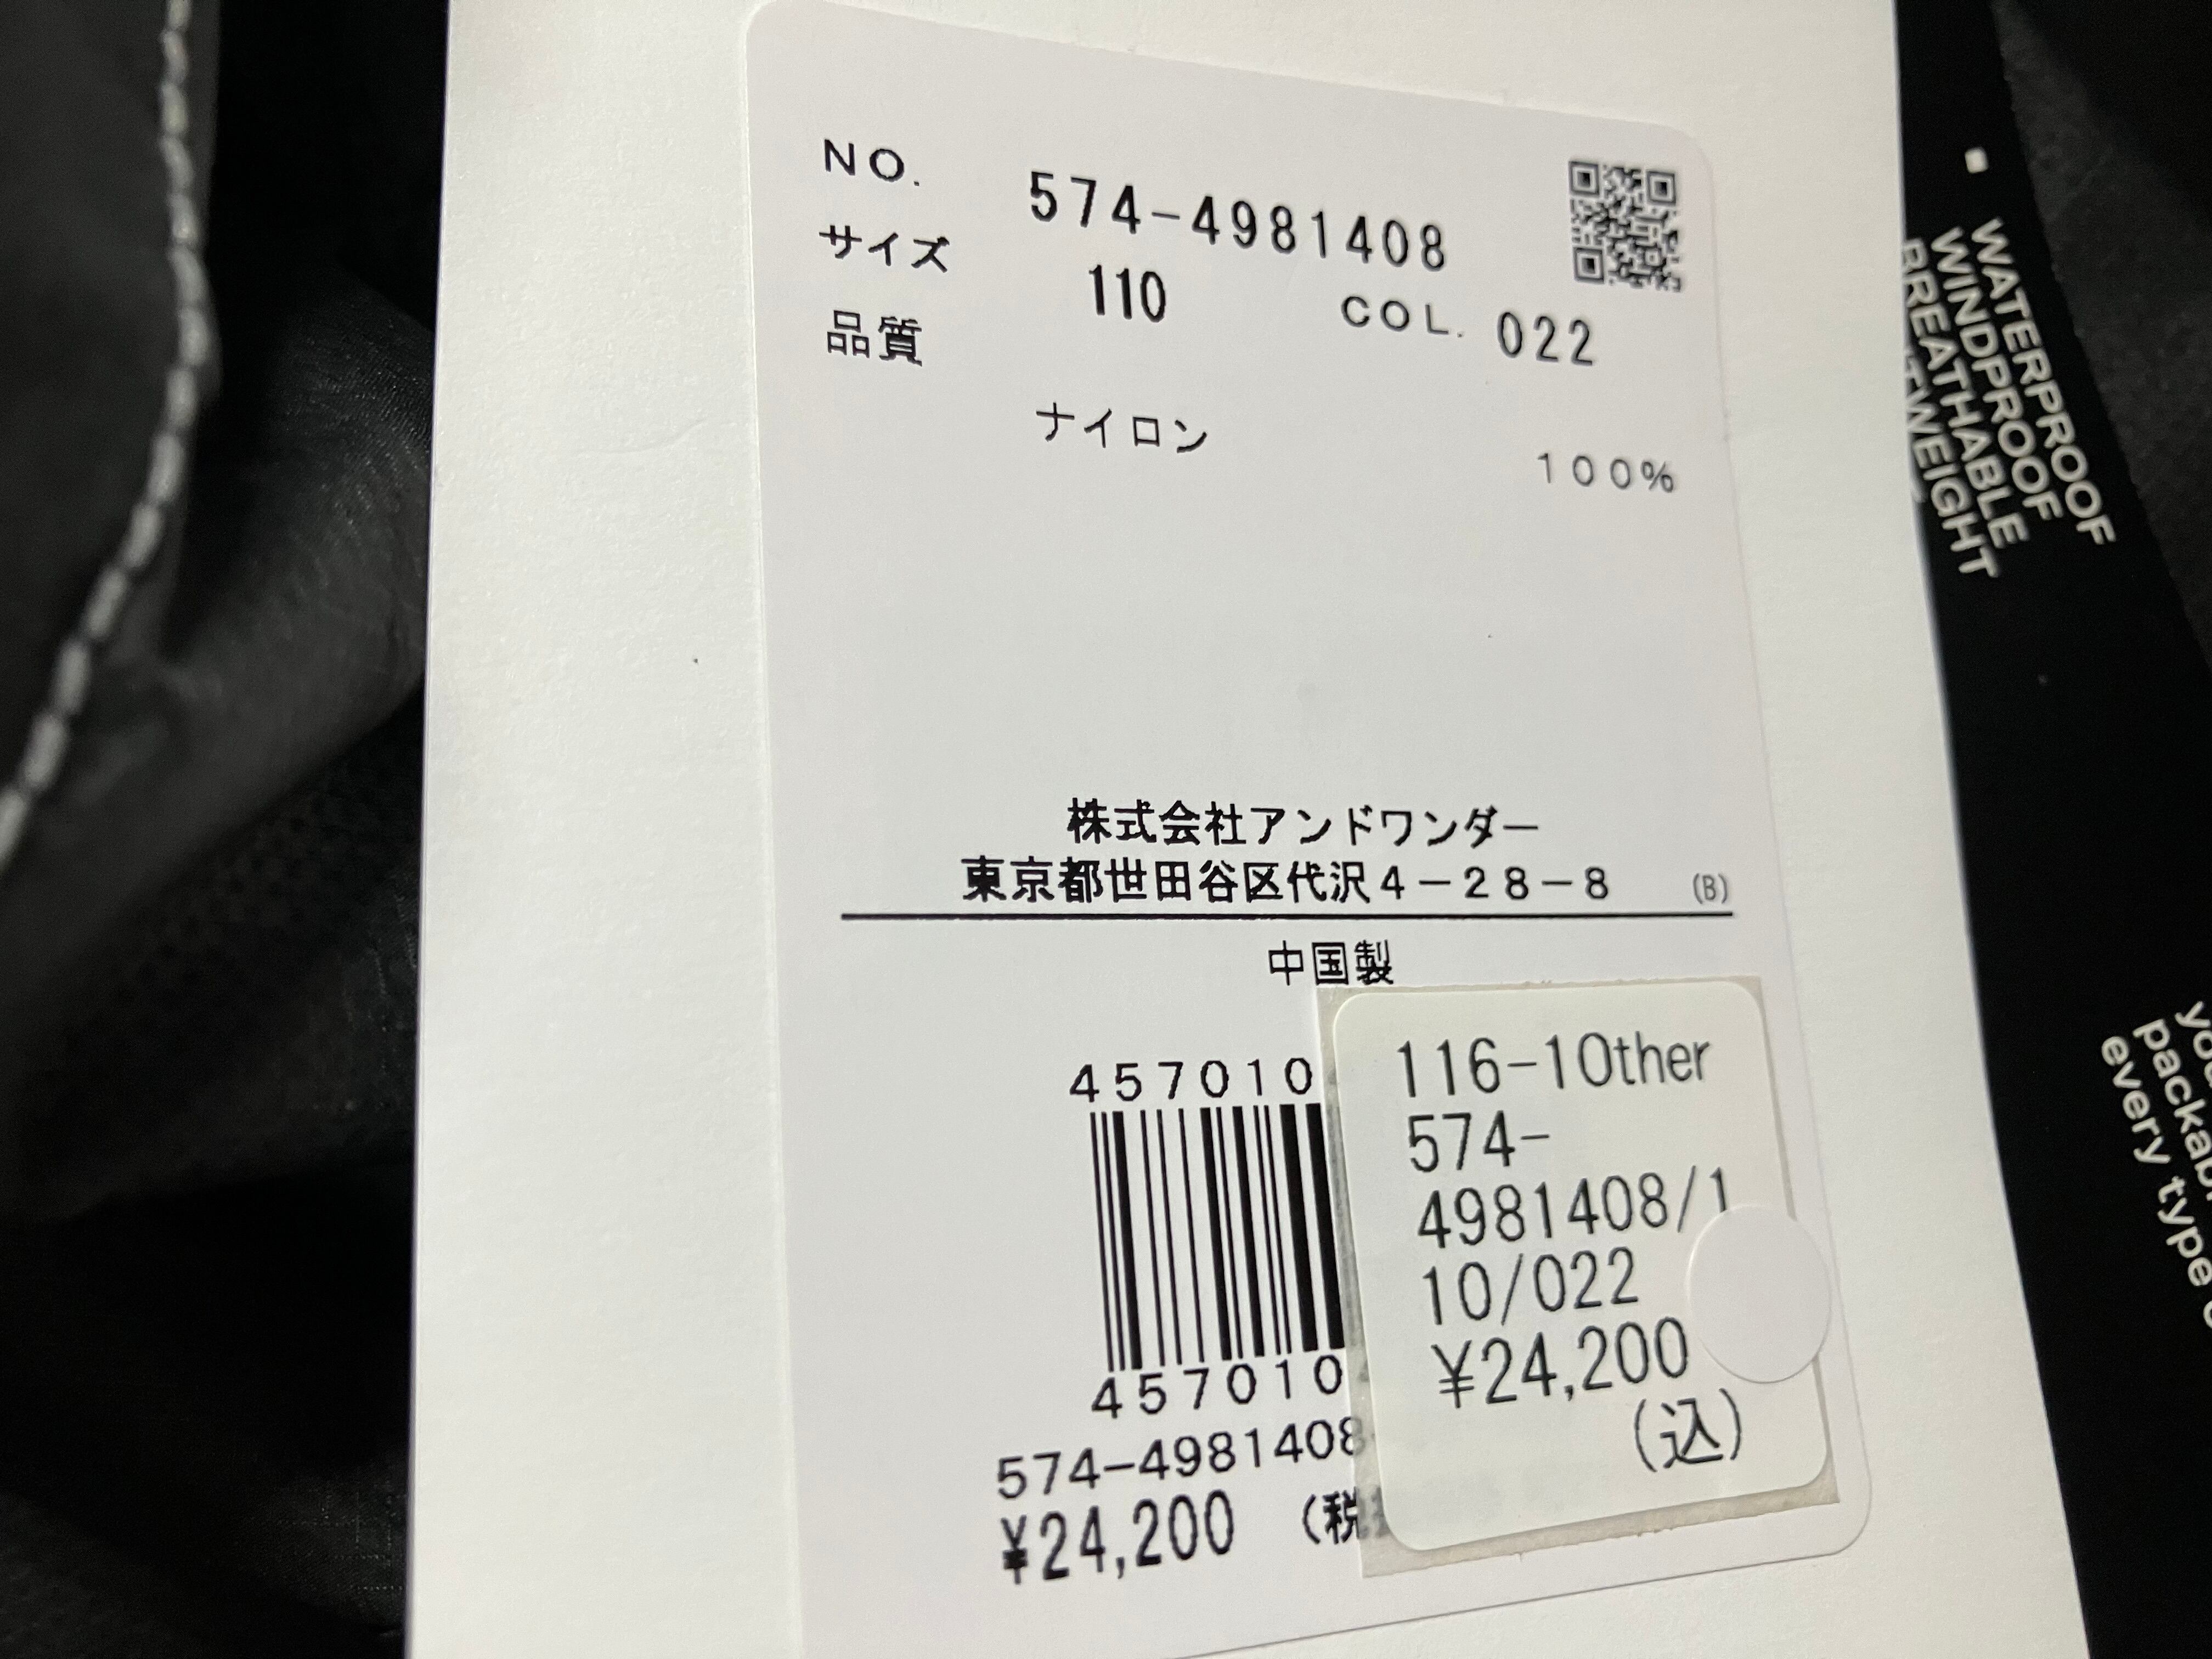 NO. 574-4981408
サイズ 110 COL. 022
品質
ナイロン 100%
株式会社アンドワンダー
東京都世田谷区代沢4-28-8 (B)
中国製
457010
457010
574-4981408
¥24,200 (税
116-1Other
574-
4981408/1
10/022
¥24,200
(込)
WATERPROOF
WINDPROOF
BREATHABLE
every type